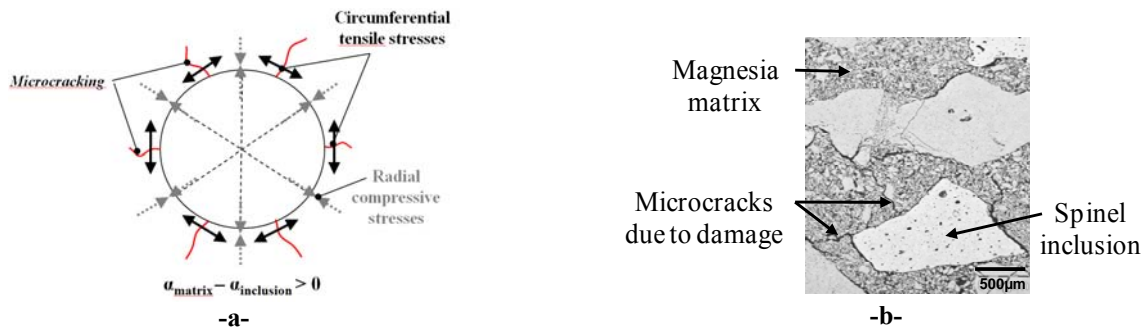 Circumferential
tensile stresses
Microcracking
Radial
compressive
stresses
αmatrix – αinclusion > 0
-a-
Magnesia
matrix
Microcracks
due to damage
Spinel
inclusion
500µm
-b-